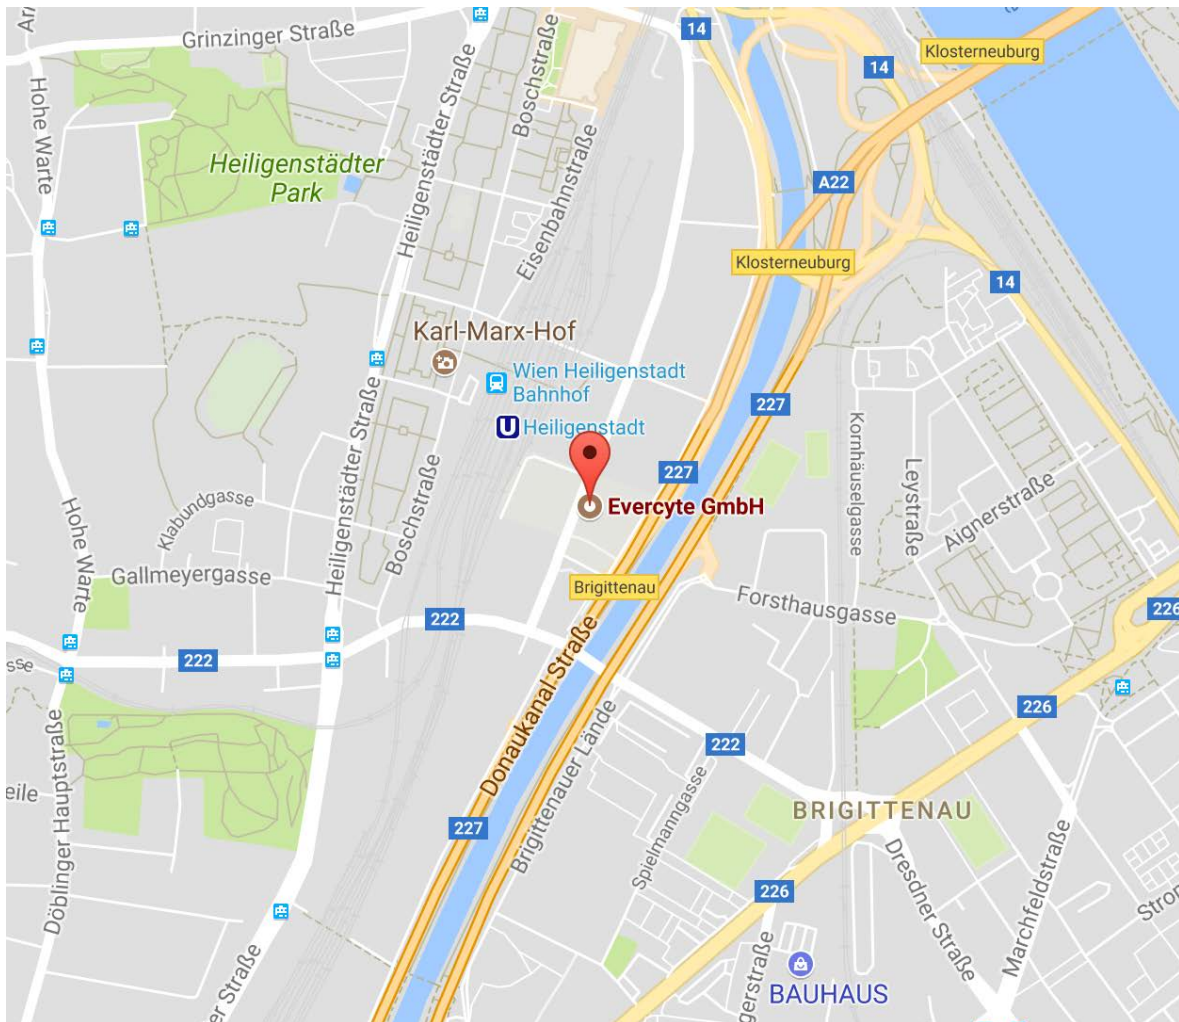 Grinzinger Straße
14
Klosterneuburg
14
Hohe Warte
Heiligenstädter Straße
Boschstraße
Heiligenstädter
Park
Eisenbahnstraße
A22
Klosterneuburg
14
Karl-Marx-Hof
Wien Heiligenstadt
Bahnhof
U Heiligenstadt
227
Heiligenstädter Straße
Kornhäuselgasse
Leystraße
227
Evercyte GmbH
Aignerstraße
Klabundgasse
Boschstraße
Hohe Warte
Gallmeyergasse
Brigittenau
Forsthausgasse
226
222
222
Donaukanal Straße
226
222
Döblinger Hauptstraße
Brigittenauer Lände
Spielmanngasse
BRIGITTENAU
227
226
Dresdner Straße
Marchfeldstraße
BAUHAUS